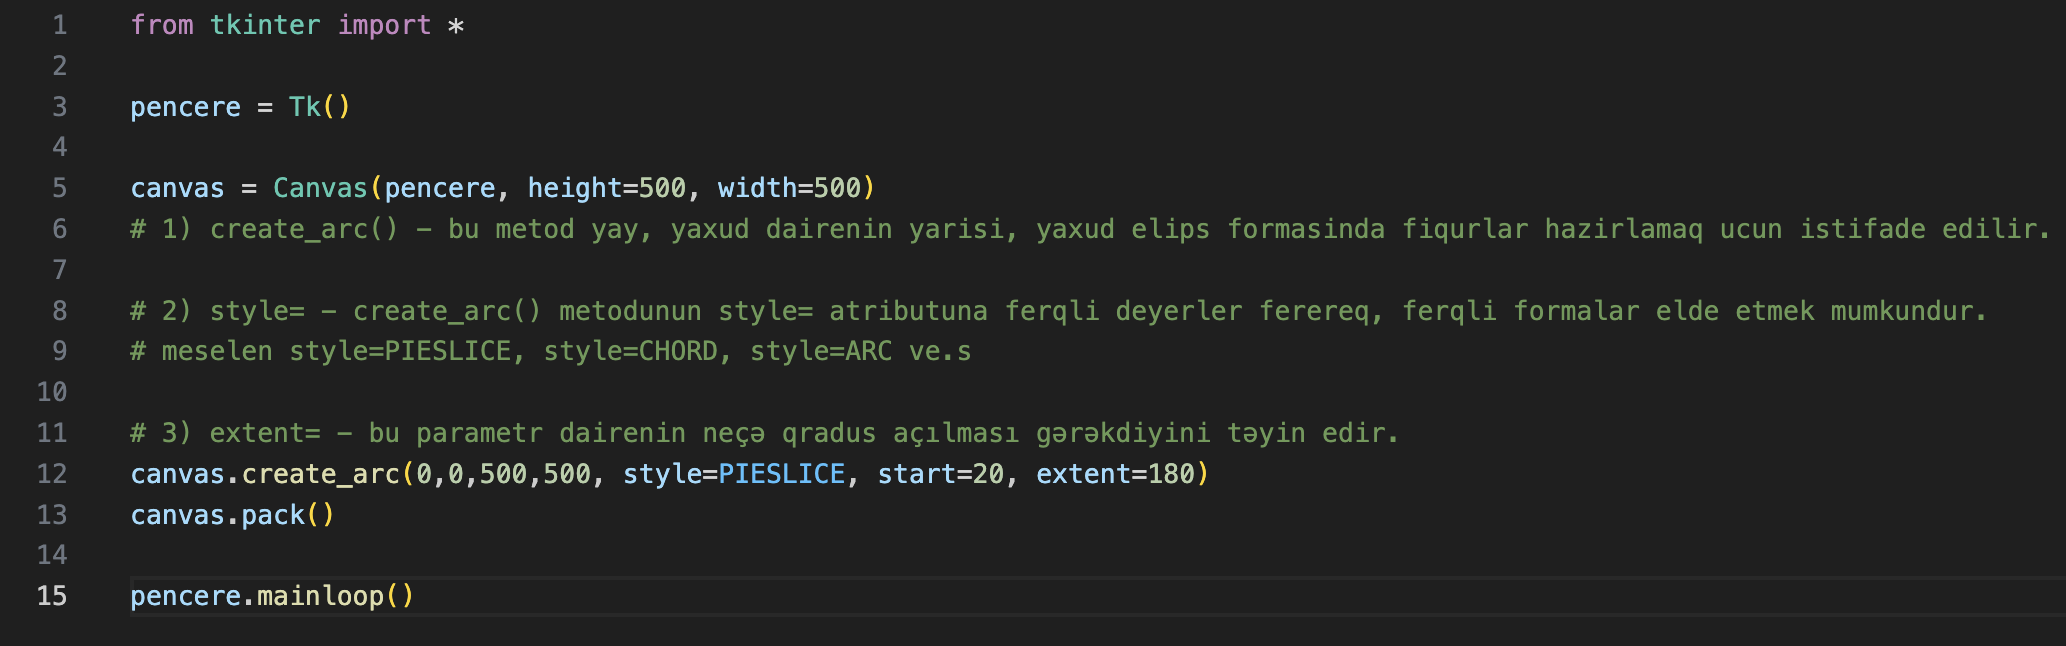 1 from tkinter import *
2
3 pencere = Tk()
4
5 canvas = Canvas(pencere, height=500, width=500)
6 # 1) create_arc() – bu metod yay, yaxud dairenin yarisi, yaxud elips formasinda fiqurlar hazirlamaq ucun istifade edilir.
7
8 # 2) style= – create_arc() metodunun style= atributuna ferqli deyerler ferereq, ferqli formalar elde etmek mumkundur.
9 # meselen style=PIESLICE, style=CHORD, style=ARC ve.s
10
11 # 3) extent= – bu parametr dairenin neçə qradus açılması gərəkdiyini təyin edir.
12 canvas.create_arc(0,0,500,500, style=PIESLICE, start=20, extent=180)
13 canvas.pack()
14
15 pencere.mainloop()